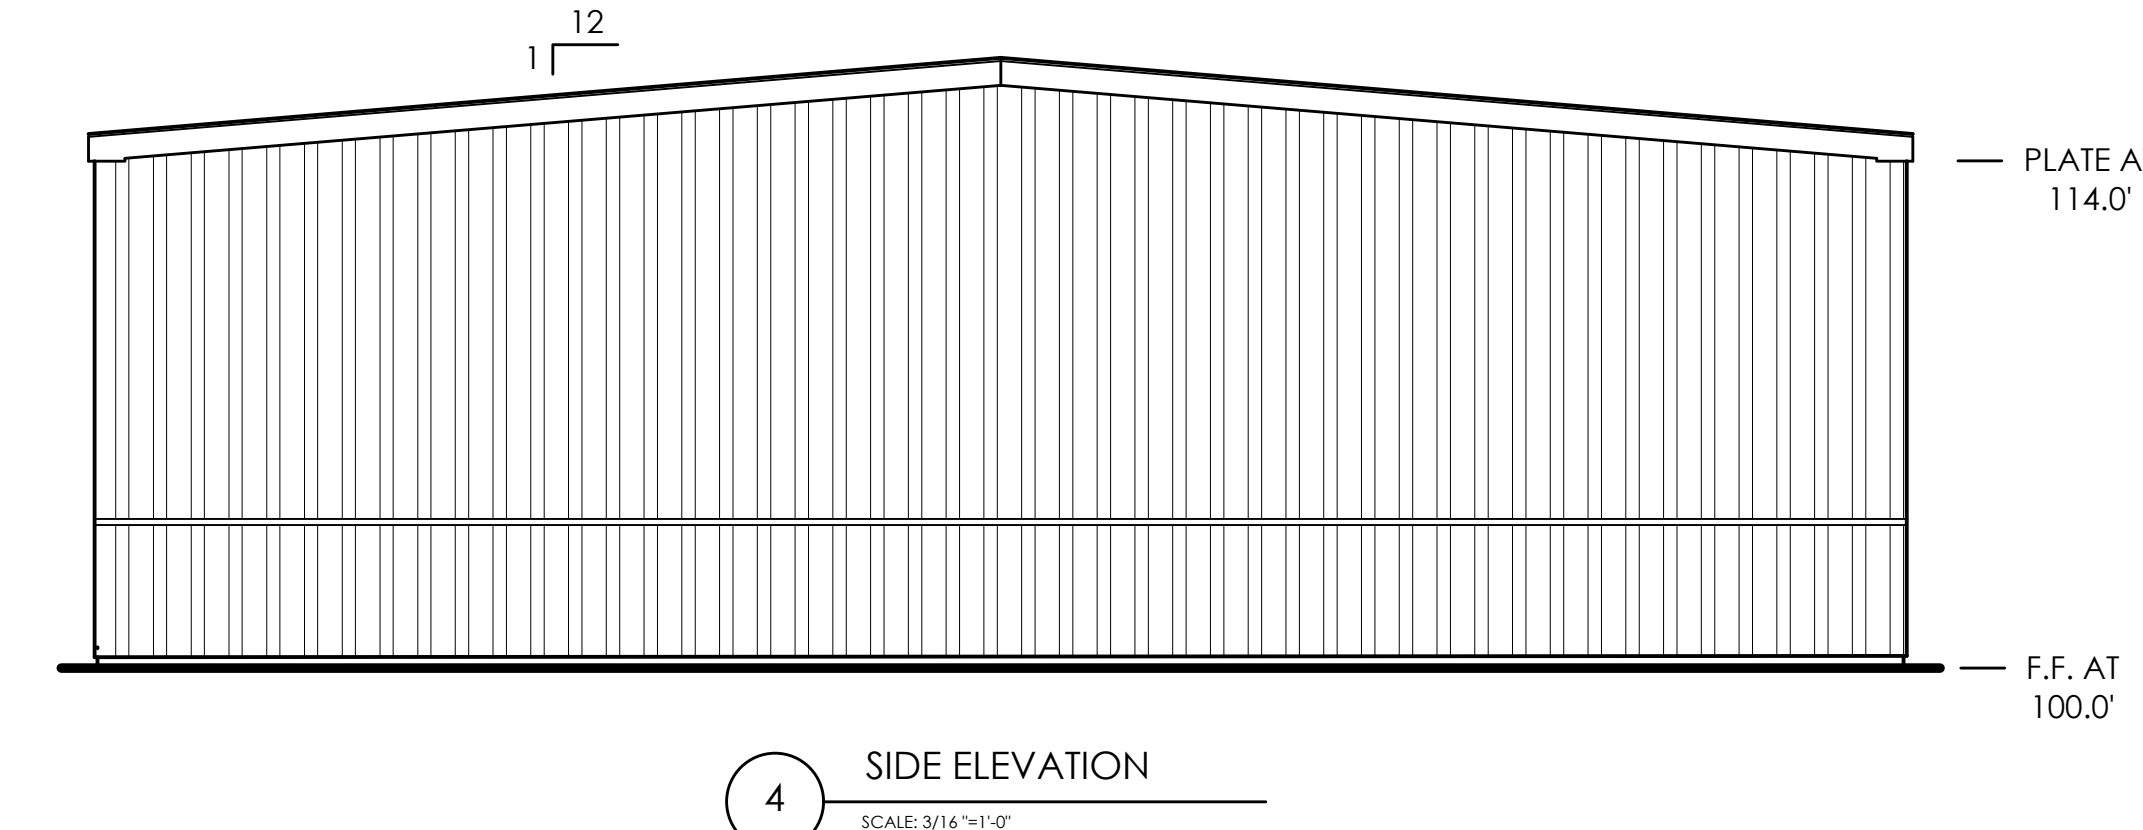 12
1
PLATE A
114.0'
F.F. AT
100.0'
SIDE ELEVATION
4
SCALE: 3/16 "=1'-0"